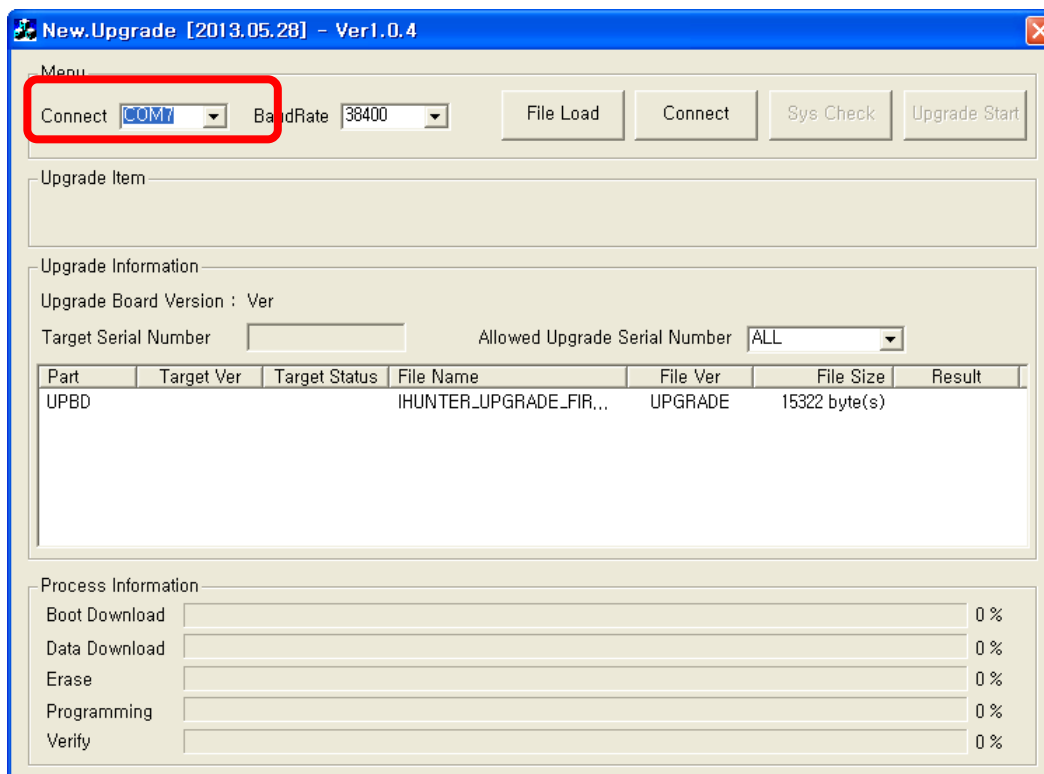 New.Upgrade [2013.05.28] - Ver1.0.4
Menu
Connect COM7 BaudRate 38400 File Load Connect Sys Check Upgrade Start
Upgrade Item
Upgrade Information
Upgrade Board Version : Ver
Target Serial Number Allowed Upgrade Serial Number ALL
Part Target Ver Target Status File Name File Ver File Size Result
UPBD IHUNTER_UPGRADE_FIR... UPGRADE 15322 byte(s)
Process Information
Boot Download 0 %
Data Download 0 %
Erase 0 %
Programming 0 %
Verify 0 %